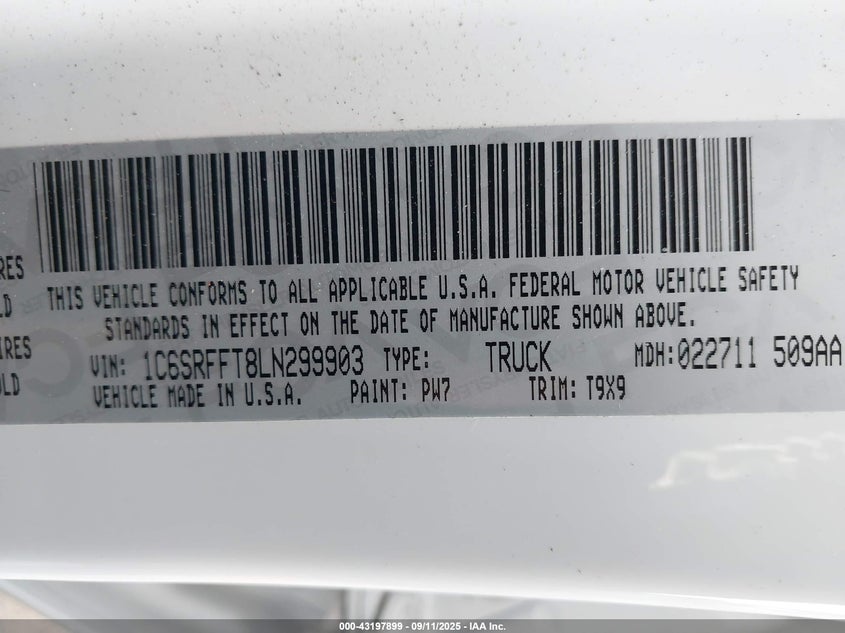 THIS VEHICLE CONFORMS TO ALL APPLICABLE U.S.A. FEDERAL MOTOR VEHICLE SAFETY
STANDARDS IN EFFECT ON THE DATE OF MANUFACTURE SHOWN ABOVE.
VIN: 1C6SRFFT8LN299903 TYPE: TRUCK MDH:022711 509AA
VEHICLE MADE IN U.S.A. PAINT: PW7 TRIM: T9X9
000-43197899 - 09/11/2025 - IAA Inc.